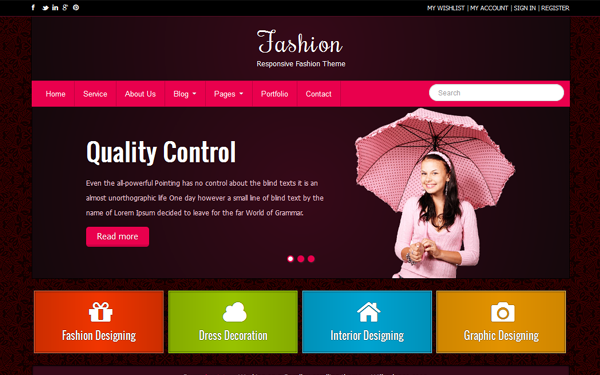 MY WISHLIST | MY ACCOUNT | SIGN IN | REGISTER
Fashion
Responsive Fashion Theme
Home Service About Us Blog Pages Portfolio Contact Search
Quality Control
Even the all-powerful Pointing has no control about the blind texts it is an
almost unorthographic life One day however a small line of blind text by the
name of Lorem Ipsum decided to leave for the far World of Grammar.
Read more
Fashion Designing Dress Decoration Interior Designing Graphic Designing